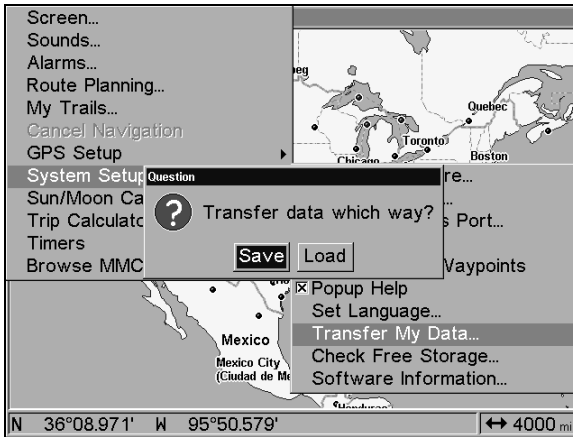 Screen...
Sounds...
Alarms...
Route Planning...
My Trails...
Cancel Navigation
GPS Setup
System Setup
Sun/Moon Ca
Trip Calculato
Timers
Browse MMC
Quebec
Toronto
Chicago
Boston
Question
Transfer data which way?
Save
Load
re...
s Port...
Waypoints
Popup Help
Set Language...
Transfer My Data...
Check Free Storage...
Software Information...
Mexico
Mexico City
(Ciudad de Me
Honduras
N 36°08.971' W 95°50.579' ↔ 4000 mi